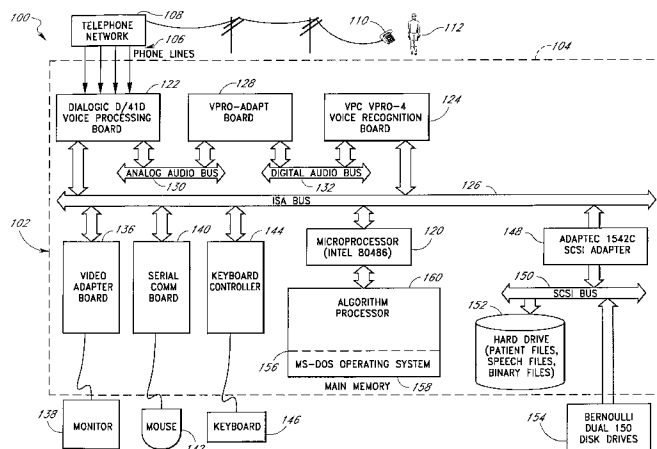 100
TELEPHONE
NETWORK
108
106
PHONE LINES
110
112
104
122
DIALOGIC D/41D
VOICE PROCESSING
BOARD
128
VPRO-ADAPT
BOARD
VPC VPRO-4
VOICE RECOGNITION
BOARD
124
ANALOG AUDIO BUS
130
DIGITAL AUDIO BUS
132
126
ISA BUS
102
136
VIDEO
ADAPTER
BOARD
140
SERIAL
COMM
BOARD
144
KEYBOARD
CONTROLLER
MICROPROCESSOR
(INTEL 80486)
120
148
ADAPTEC 1542C
SCSI ADAPTER
160
ALGORITHM
PROCESSOR
156
MS-DOS OPERATING SYSTEM
158
MAIN MEMORY
150
SCSI BUS
152
HARD DRIVE
(PATIENT FILES,
SPEECH FILES,
BINARY FILES)
138
MONITOR
MOUSE
142
KEYBOARD
146
154
BERNOULLI
DUAL 150
DISK DRIVES